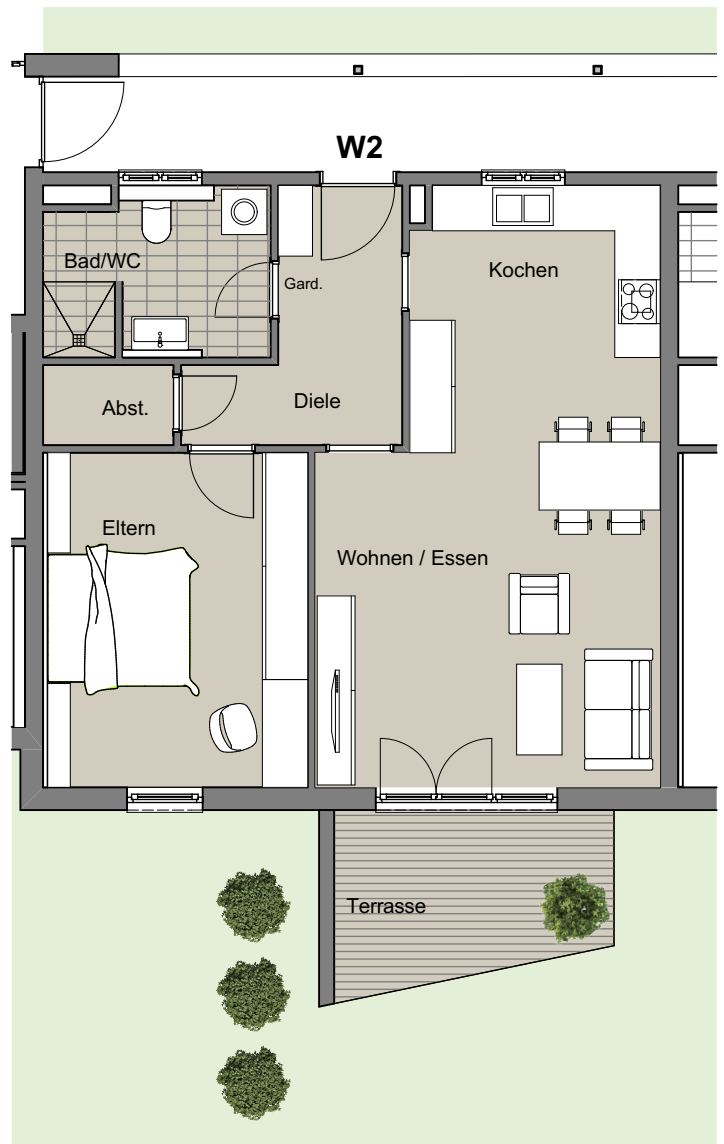 W2
Bad/WC
Kochen
Gard.
Abst.
Diele
Eltern
Wohnen / Essen
Terrasse